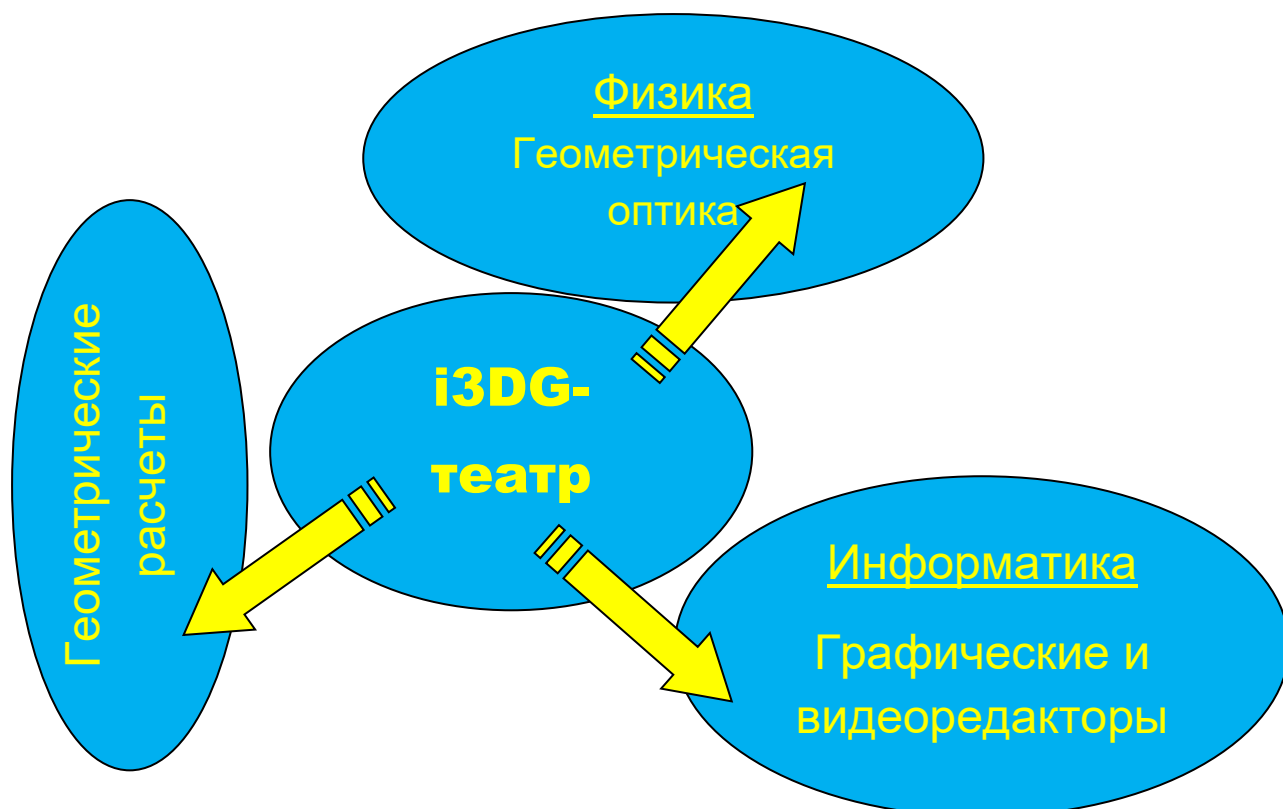 Физика
Геометрическая
оптика
Геометрические
расчеты
i3DG-
театр
Информатика
Графические и
видеоредакторы